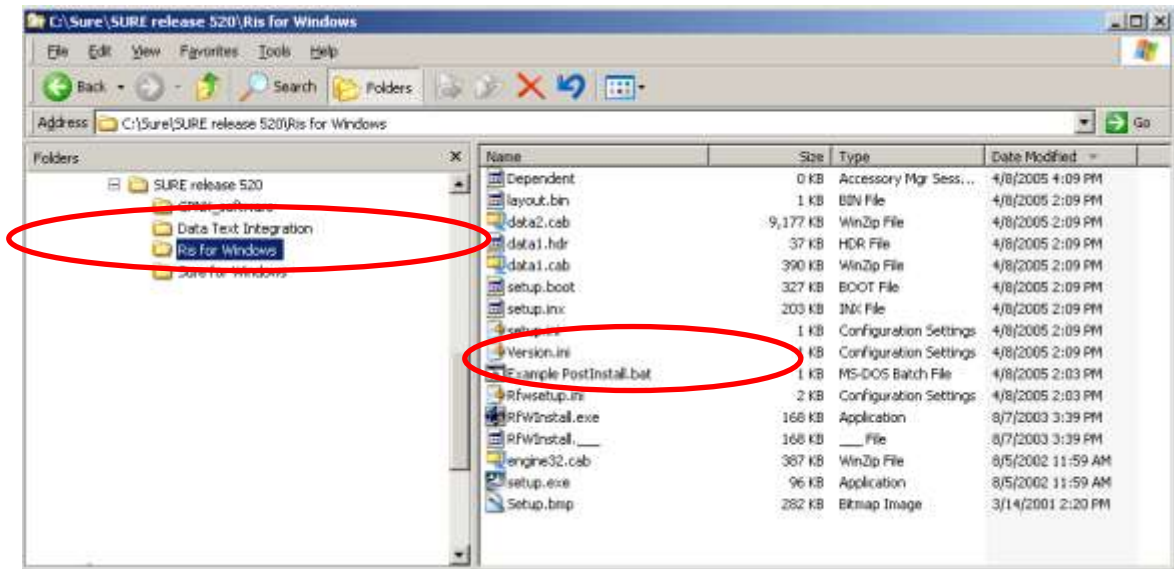 C:\Sure\SURE release 520\Ris for Windows
File Edit View Favorites Tools Help
Back Search Folders
Address C:\Sure\SURE release 520\Ris for Windows Go
Folders
SURE release 520
Data Text Integration
Ris for Windows
Sure for Windows
Name Size Type Date Modified
Dependent 0 KB Accessory Mgr Sess... 4/8/2005 4:09 PM
layout.bin 1 KB BIN File 4/8/2005 2:09 PM
data2.cab 9,177 KB WinZip File 4/8/2005 2:09 PM
data1.hdr 37 KB HDR File 4/8/2005 2:09 PM
data1.cab 390 KB WinZip File 4/8/2005 2:09 PM
setup.boot 327 KB BOOT File 4/8/2005 2:09 PM
setup.inx 203 KB INX File 4/8/2005 2:09 PM
setup.ini 1 KB Configuration Settings 4/8/2005 2:09 PM
Version.ini KB Configuration Settings 4/8/2005 2:09 PM
Example PostInstall.bat 1 KB MS-DOS Batch File 4/8/2005 2:03 PM
Rfwsetup.ini 2 KB Configuration Settings 4/8/2005 2:03 PM
RFWInstall.exe 168 KB Application 8/7/2003 3:39 PM
RFWInstall.___ 168 KB ___ File 8/7/2003 3:39 PM
engine32.cab 387 KB WinZip File 8/5/2002 11:59 AM
setup.exe 96 KB Application 8/5/2002 11:59 AM
Setup.bmp 282 KB Bitmap Image 3/14/2001 2:20 PM